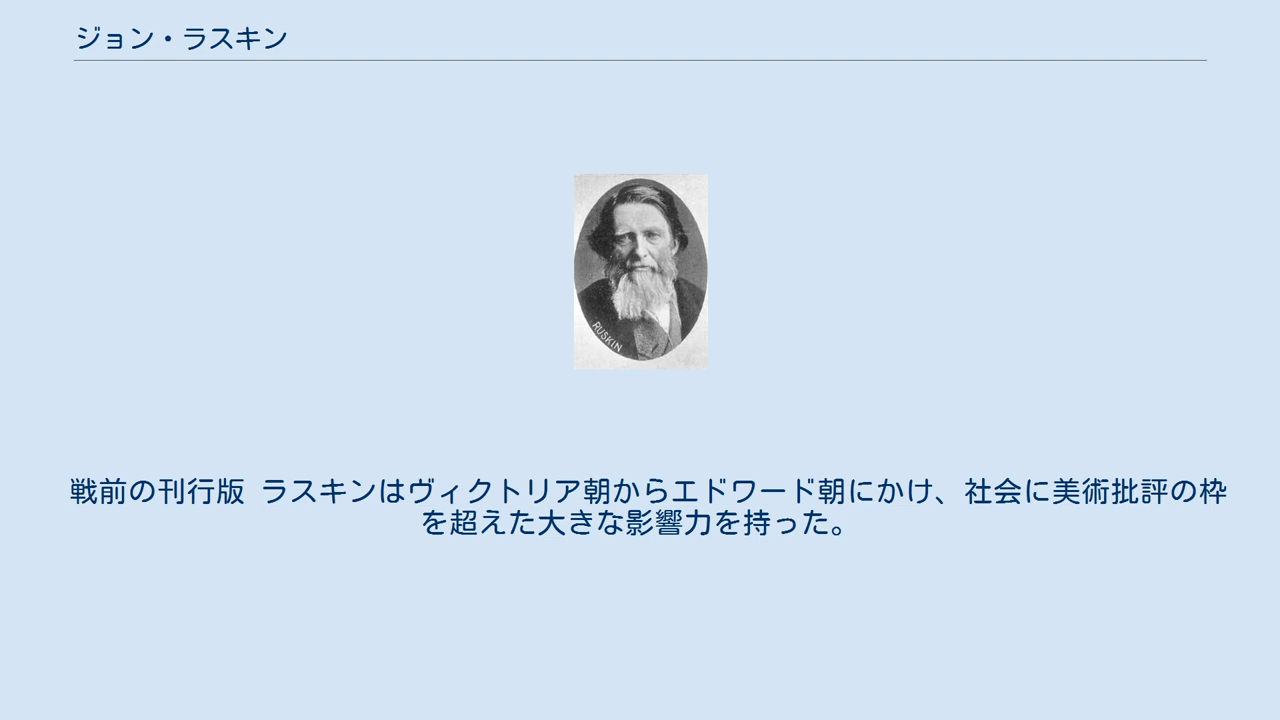 ジョン・ラスキン
RUSKIN
戦前の刊行版 ラスキンはヴィクトリア朝からエドワード朝にかけ、社会に美術批評の枠
を超えた大きな影響力を持った。